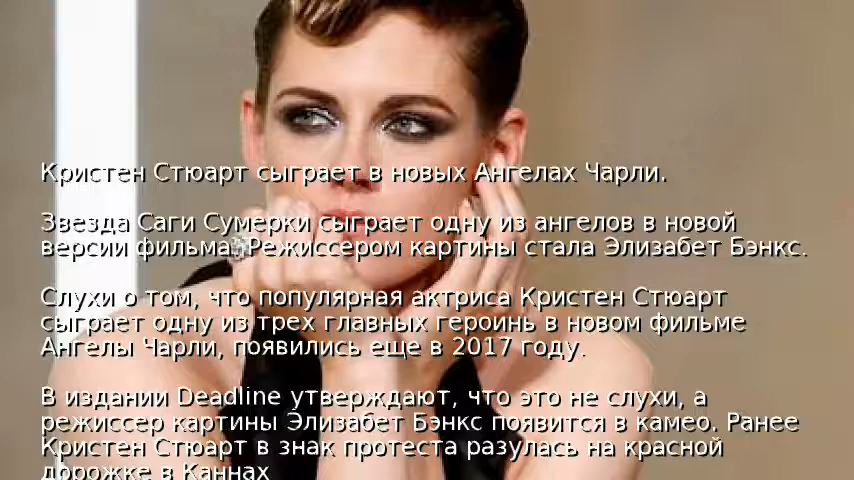 Кристен Стюарт сыграет в новых Ангелах Чарли.
Звезда Саги Сумерки сыграет одну из ангелов в новой
версии фильма. Режиссером картины стала Элизабет Бэнкс.
Слухи о том, что популярная актриса Кристен Стюарт
сыграет одну из трех главных героинь в новом фильме
Ангелы Чарли, появились еще в 2017 году.
В издании Deadline утверждают, что это не слухи, а
режиссер картины Элизабет Бэнкс появится в камео. Ранее
Кристен Стюарт в знак протеста разулась на красной
дорожке в Каннах